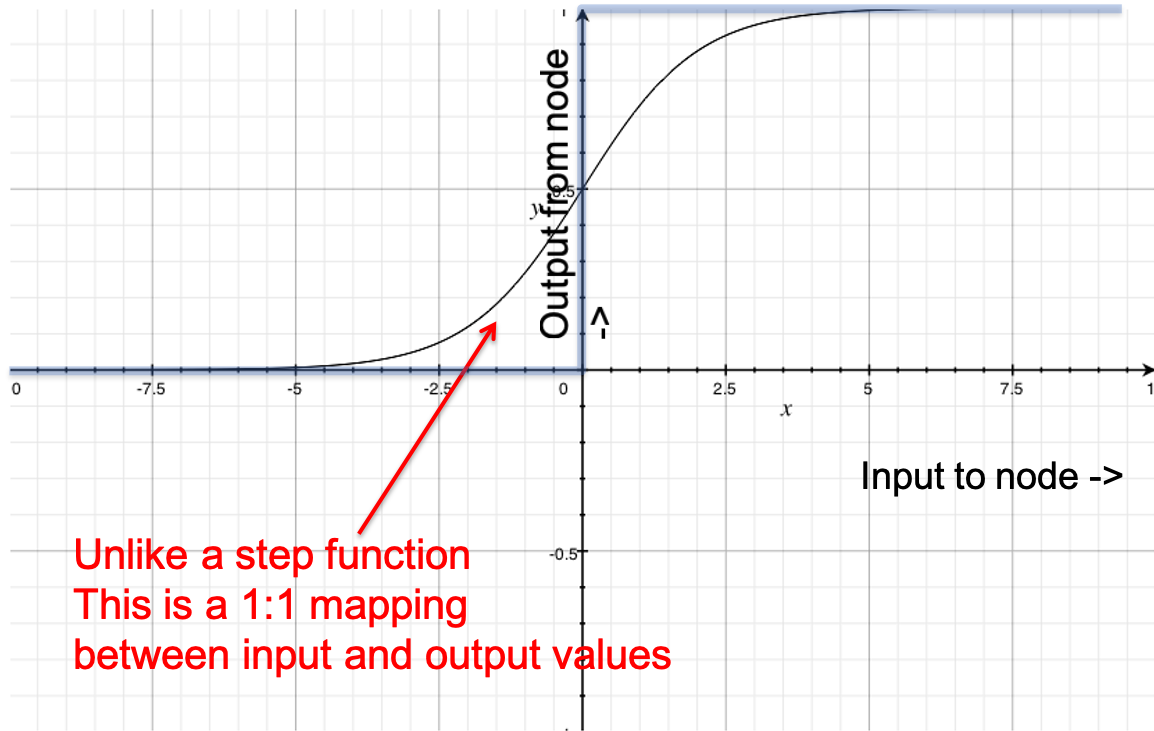 1
Output from node ->
0.5
y
0
-7.5
-5
-2.5
0
2.5
5
7.5
1
x
Input to node ->
-0.5
Unlike a step function
This is a 1:1 mapping
between input and output values